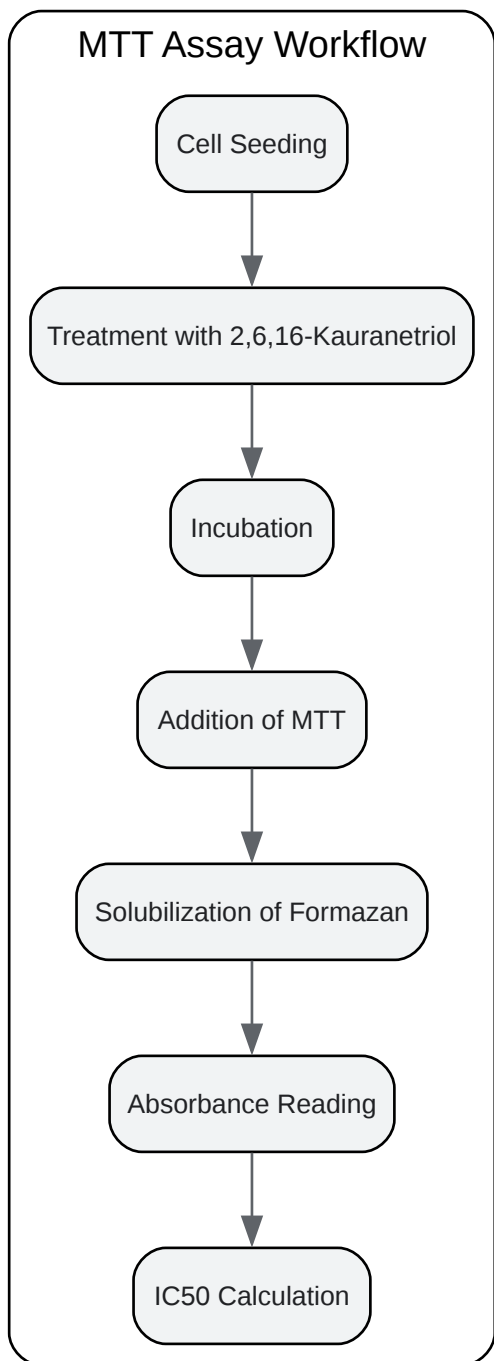 MTT Assay Workflow
Cell Seeding
Treatment with 2,6,16-Kauranetriol
Incubation
Addition of MTT
Solubilization of Formazan
Absorbance Reading
IC50 Calculation